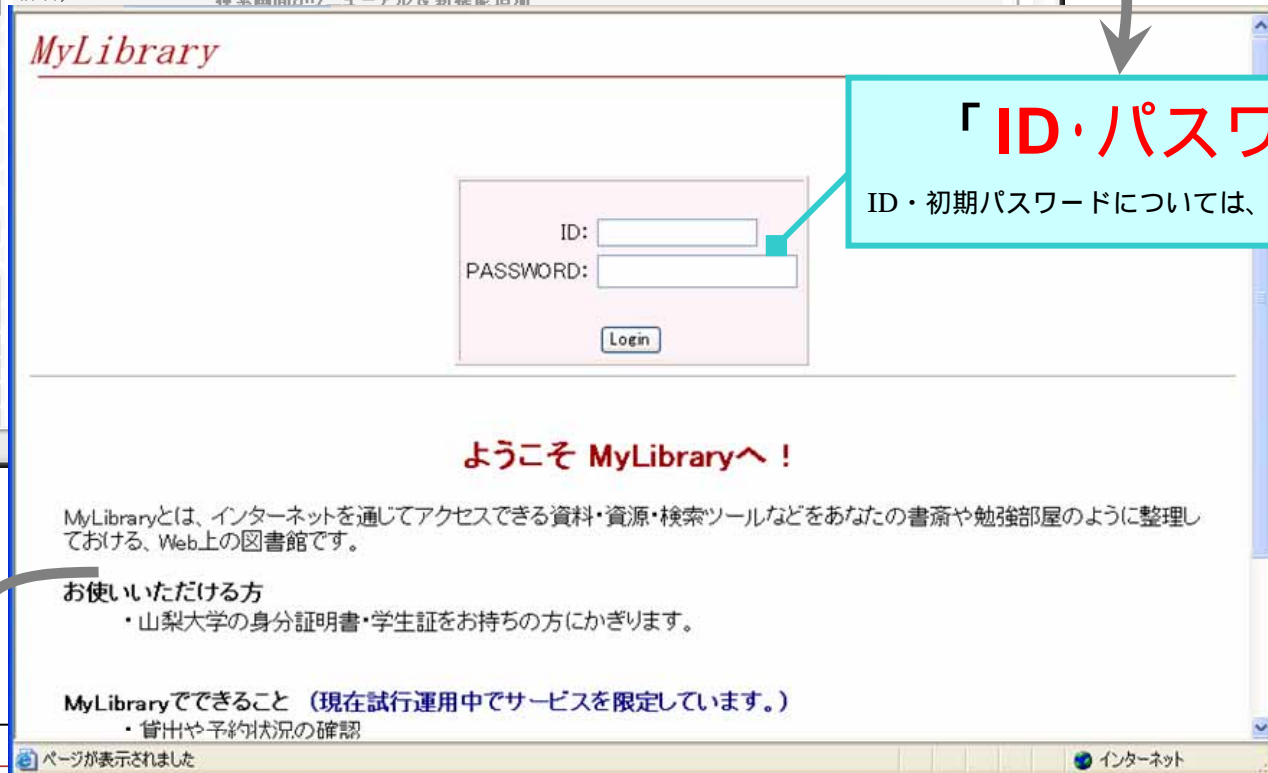 MyLibrary
「ID・パスワ
ID・初期パスワードについては、
ID:
PASSWORD:
Login
ようこそ MyLibraryへ！
MyLibraryとは、インターネットを通じてアクセスできる資料・資源・検索ツールなどをあなたの書斎や勉強部屋のように整理し
ておける、Web上の図書館です。
お使いいただける方
・山梨大学の身分証明書・学生証をお持ちの方にかぎります。
MyLibraryでできること （現在試行運用中でサービスを限定しています。）
・貸出や予約状況の確認
ページが表示されました
インターネット